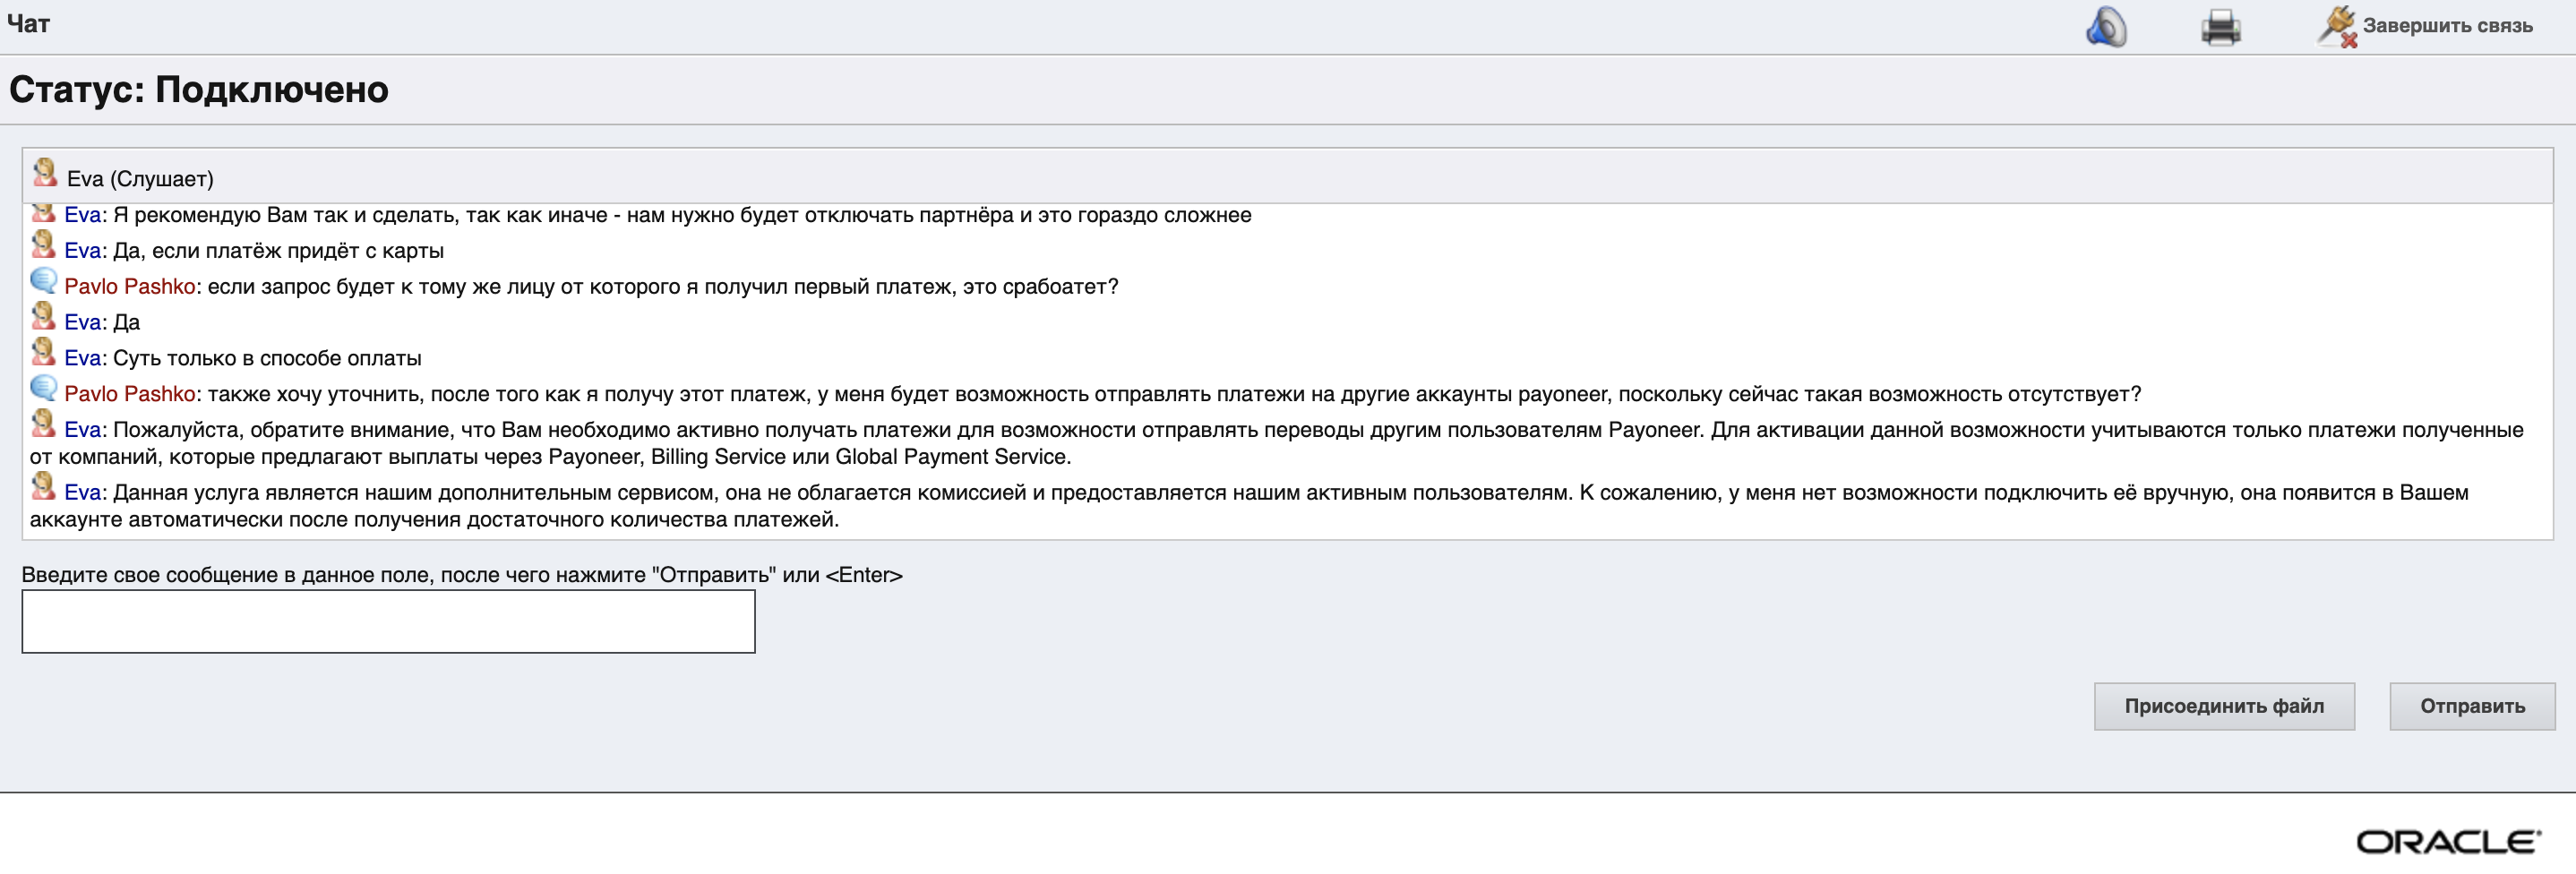 Чат
Завершить связь
Статус: Подключено
Eva (Слушает)
Eva: Я рекомендую Вам так и сделать, так как иначе - нам нужно будет отключать партнёра и это гораздо сложнее
Eva: Да, если платёж придёт с карты
Pavlo Pashko: если запрос будет к тому же лицу от которого я получил первый платеж, это срабоатет?
Eva: Да
Eva: Суть только в способе оплаты
Pavlo Pashko: также хочу уточнить, после того как я получу этот платеж, у меня будет возможность отправлять платежи на другие аккаунты payoneer, поскольку сейчас такая возможность отсутствует?
Eva: Пожалуйста, обратите внимание, что Вам необходимо активно получать платежи для возможности отправлять переводы другим пользователям Payoneer. Для активации данной возможности учитываются только платежи полученные
от компаний, которые предлагают выплаты через Payoneer, Billing Service или Global Payment Service.
Eva: Данная услуга является нашим дополнительным сервисом, она не облагается комиссией и предоставляется нашим активным пользователям. К сожалению, у меня нет возможности подключить её вручную, она появится в Вашем
аккаунте автоматически после получения достаточного количества платежей.
Введите свое сообщение в данное поле, после чего нажмите "Отправить" или <Enter>
Присоединить файл
Отправить
ORACLE